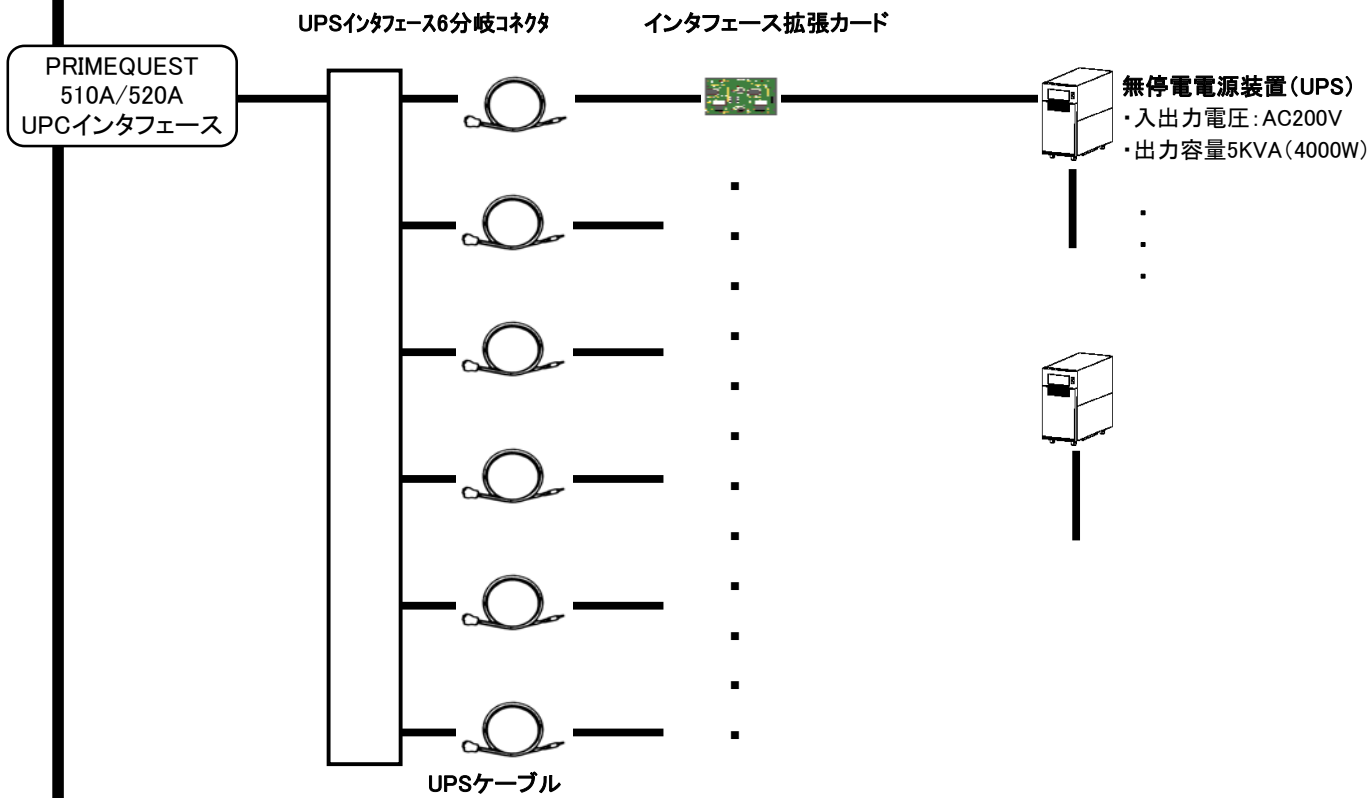 UPSｲﾝﾀﾌｪｰｽ6分岐ｺﾈｸﾀ
インタフェース拡張カード
PRIMEQUEST
510A/520A
UPCインタフェース
無停電電源装置(UPS)
・入出力電圧:AC200V
・出力容量5KVA(4000W)
UPSケーブル